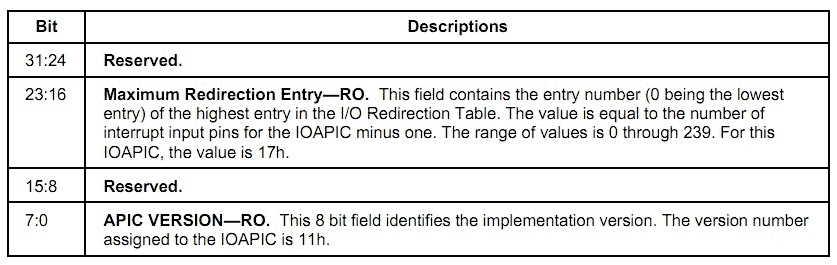 Bit Descriptions
31:24 Reserved.
23:16 Maximum Redirection Entry—RO. This field contains the entry number (0 being the lowest
entry) of the highest entry in the I/O Redirection Table. The value is equal to the number of
interrupt input pins for the IOAPIC minus one. The range of values is 0 through 239. For this
IOAPIC, the value is 17h.
15:8 Reserved.
7:0 APIC VERSION—RO. This 8 bit field identifies the implementation version. The version number
assigned to the IOAPIC is 11h.